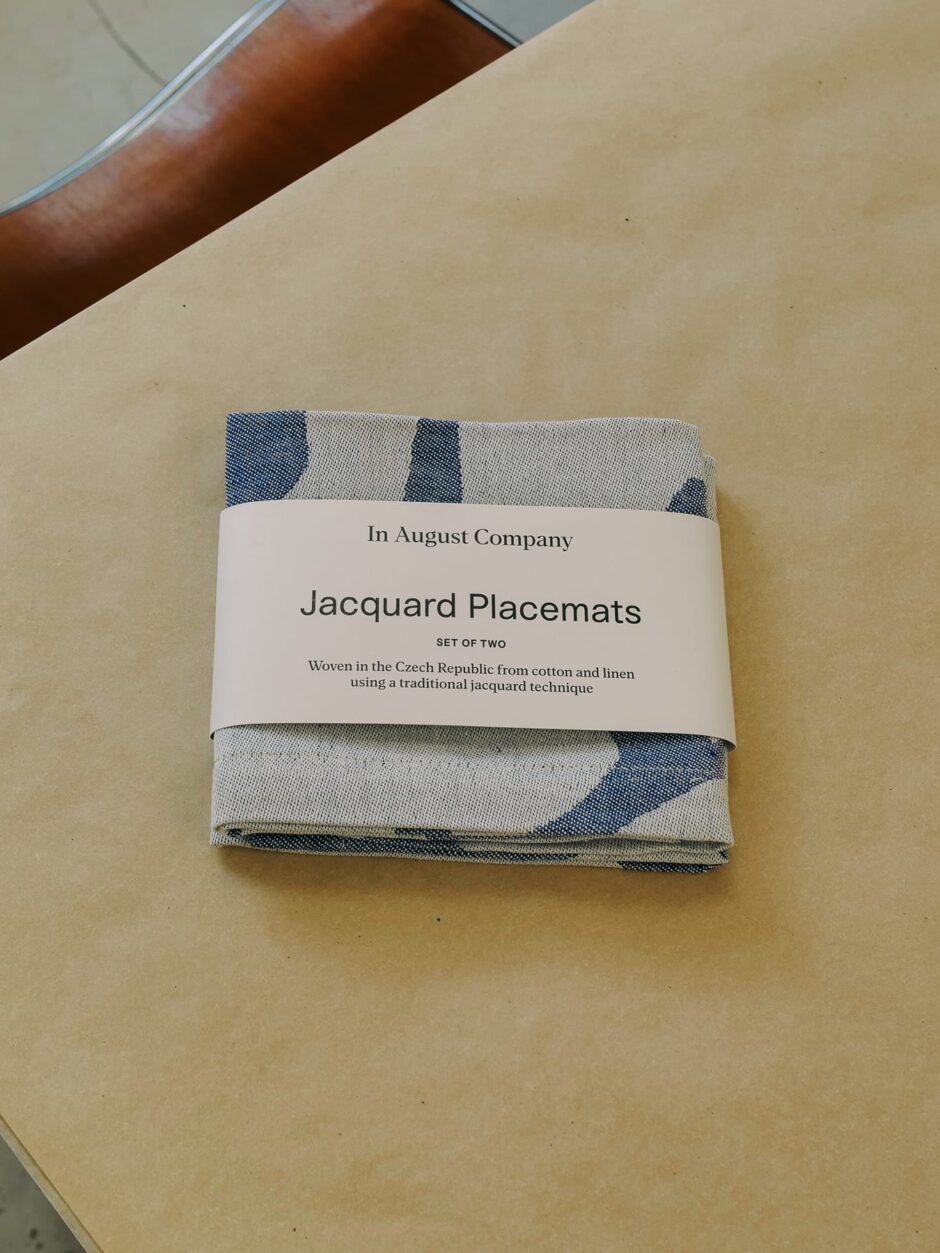 In August Company
Jacquard Placemats
SET OF TWO
Woven in the Czech Republic from cotton and linen
using a traditional jacquard technique